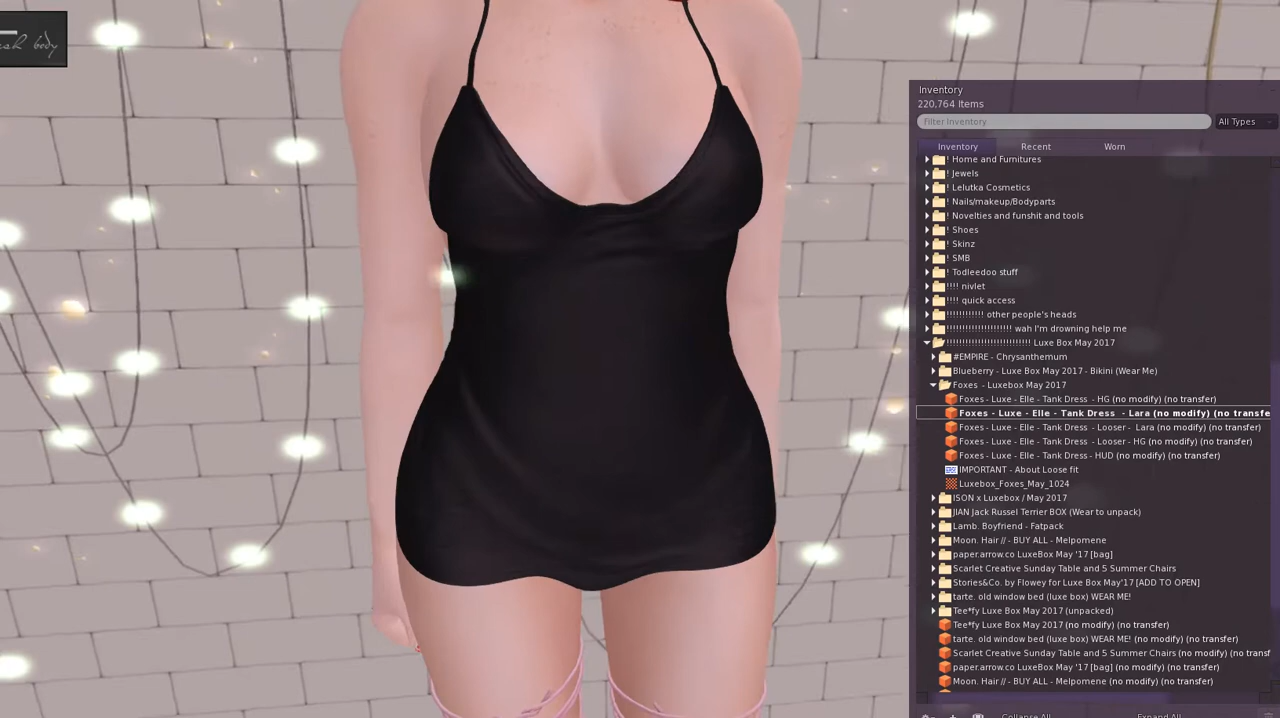 esh body
Inventory
220,764 Items
Filter Inventory
All Types
Inventory
Recent
Worn
! Home and Furnitures
! Jewels
! Lelutka Cosmetics
! Nails/makeup/Bodyparts
! Novelties and funshit and tools
! Shoes
! Skinz
! SMB
! Todleedoo stuff
!!!! nivlet
!!!! quick access
!!!!!!!!!!!! other people's heads
!!!!!!!!!!!!!!!!!!!!! wah I'm drowning help me
!!!!!!!!!!!!!!!!!!!!!!!!!!! Luxe Box May 2017
#EMPIRE - Chrysanthemum
Blueberry - Luxe Box May 2017 - Bikini (Wear Me)
Foxes - Luxebox May 2017
Foxes - Luxe - Elle - Tank Dress - HG (no modify) (no transfer)
Foxes - Luxe - Elle - Tank Dress - Lara (no modify) (no transfe
Foxes - Luxe - Elle - Tank Dress - Looser - Lara (no modify) (no transfer)
Foxes - Luxe - Elle - Tank Dress - Looser - HG (no modify) (no transfer)
Foxes - Luxe - Elle - Tank Dress - HUD (no modify) (no transfer)
IMPORTANT - About Loose fit
Luxebox_Foxes_May_1024
ISON x Luxebox / May 2017
JIAN Jack Russel Terrier BOX (Wear to unpack)
Lamb. Boyfriend - Fatpack
Moon. Hair // - BUY ALL - Melpomene
paper.arrow.co LuxeBox May '17 [bag]
Scarlet Creative Sunday Table and 5 Summer Chairs
Stories&Co. by Flowey for Luxe Box May'17 [ADD TO OPEN]
tarte. old window bed (luxe box) WEAR ME!
Tee*fy Luxe Box May 2017 (unpacked)
Tee*fy Luxe Box May 2017 (no modify) (no transfer)
tarte. old window bed (luxe box) WEAR ME! (no modify) (no transfer)
Scarlet Creative Sunday Table and 5 Summer Chairs (no modify) (no transf
paper.arrow.co LuxeBox May '17 [bag] (no modify) (no transfer)
Moon. Hair // - BUY ALL - Melpomene (no modify) (no transfer)
Collapse All
Expand All